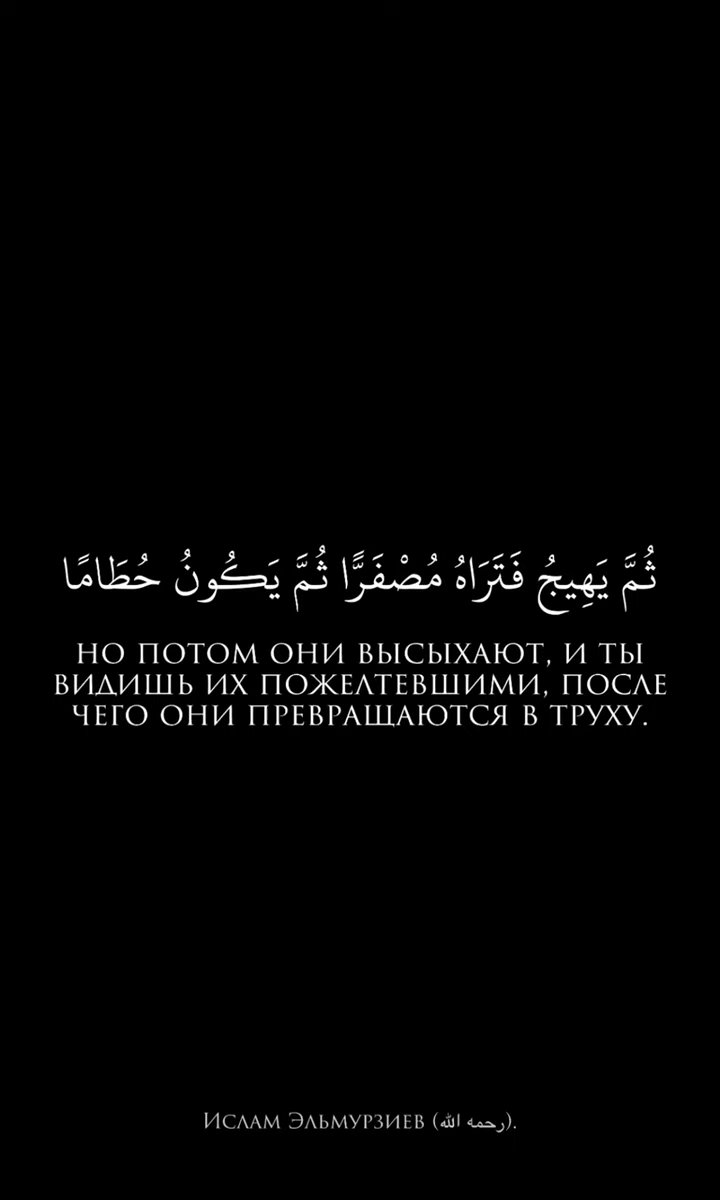 ثُمَّ يَهِيجُ فَتَرَاهُ مُصْفَرًّا ثُمَّ يَكُونُ حُطَامًا
НО ПОТОМ ОНИ ВЫСЫХАЮТ, И ТЫ
ВИДИШЬ ИХ ПОЖЕЛТЕВШИМИ, ПОСЛЕ
ЧЕГО ОНИ ПРЕВРАЩАЮТСЯ В ТРУХУ.
Ислам Эльмурзиев (رحمه الله).